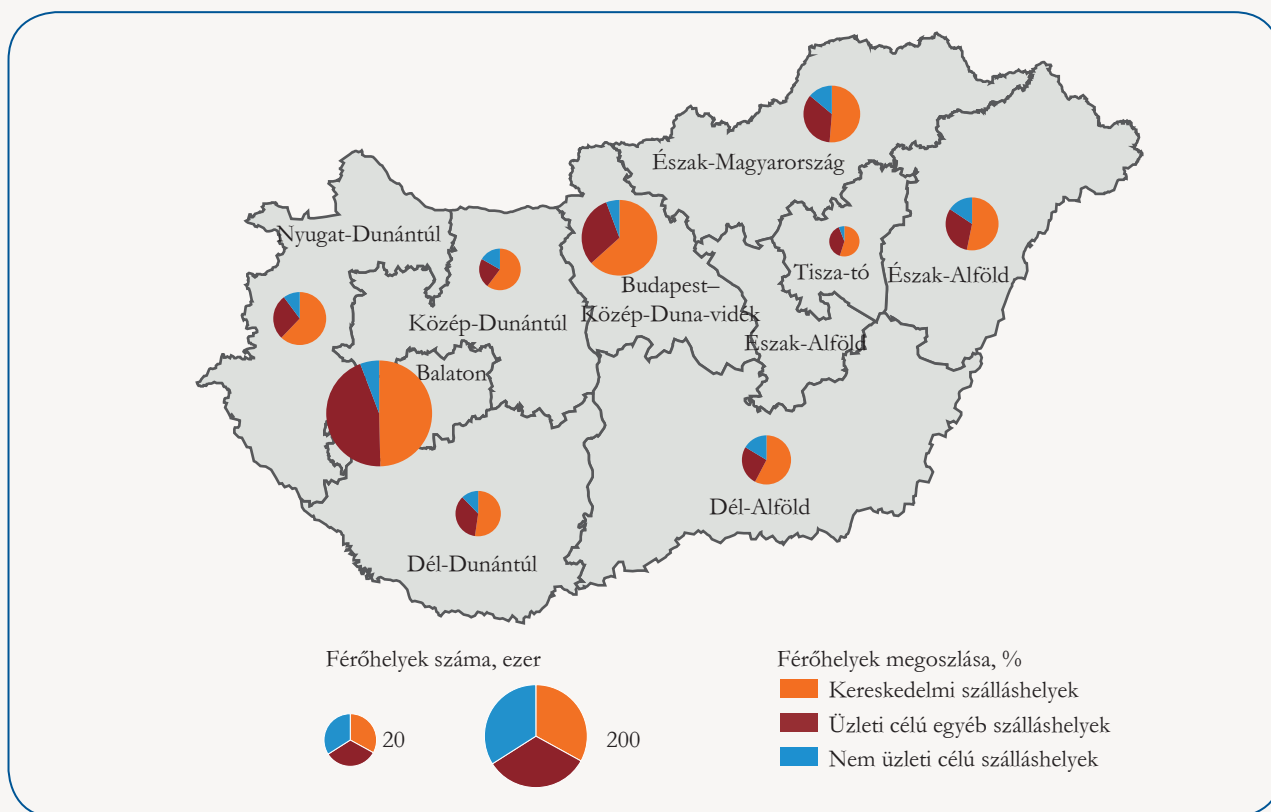 Észak-Magyarország
Nyugat-Dunántúl
Tisza-tó
Észak-Alföld
Budapest–
Közép-Duna-vidék
Közép-Dunántúl
Észak-Alföld
Balaton
Dél-Alföld
Dél-Dunántúl
Férőhelyek száma, ezer
20
200
Férőhelyek megoszlása, %
Kereskedelmi szálláshelyek
Üzleti célú egyéb szálláshelyek
Nem üzleti célú szálláshelyek